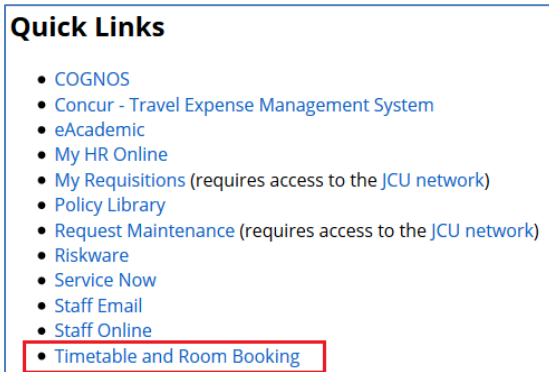 Quick Links
• COGNOS
• Concur - Travel Expense Management System
• eAcademic
• My HR Online
• My Requisitions (requires access to the JCU network)
• Policy Library
• Request Maintenance (requires access to the JCU network)
• Riskware
• Service Now
• Staff Email
• Staff Online
• Timetable and Room Booking